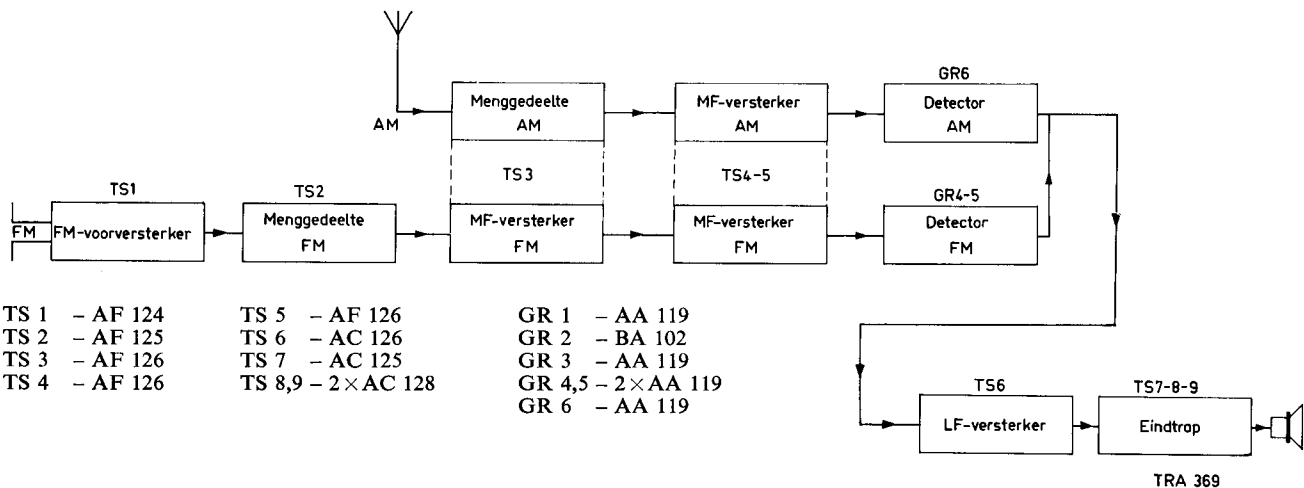 GR6
Menggedeelte
AM
MF-versterker
AM
Detector
AM
AM
TS3
TS4-5
TS1
TS2
GR4-5
FM
FM-voorversterker
Menggedeelte
FM
MF-versterker
FM
MF-versterker
FM
Detector
FM
TS 1 – AF 124
TS 2 – AF 125
TS 3 – AF 126
TS 4 – AF 126
TS 5 – AF 126
TS 6 – AC 126
TS 7 – AC 125
TS 8,9 – 2×AC 128
GR 1 – AA 119
GR 2 – BA 102
GR 3 – AA 119
GR 4,5 – 2×AA 119
GR 6 – AA 119
TS6
TS7-8-9
LF-versterker
Eindtrap
TRA 369